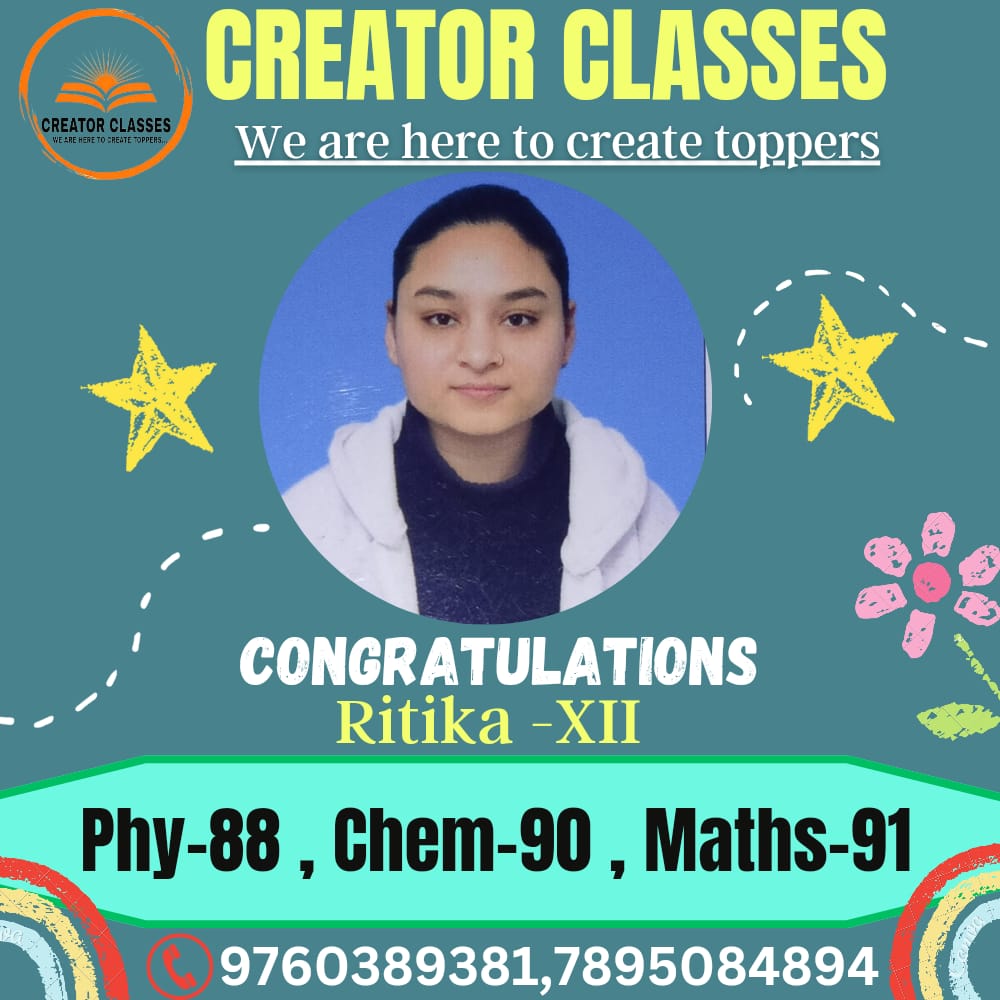 CREATOR CLASSES
WE ARE HERE TO CREATE TOPPERS...
CREATOR CLASSES
We are here to create toppers
CONGRATULATIONS
Ritika -XII
Phy-88 , Chem-90 , Maths-91
9760389381,7895084894